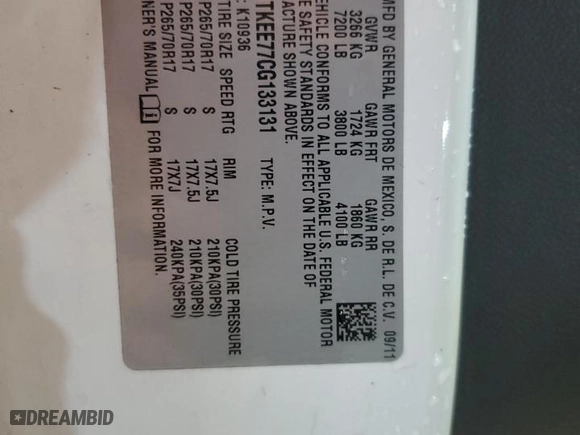 MFD BY GENERAL MOTORS DE MEXICO, S. DE R.L. DE C.V. 09/11
GVWR GAWR FRT GAWR RR
3266 KG 1724 KG 1860 KG
7200 LB 3800 LB 4100 LB
VEHICLE CONFORMS TO ALL APPLICABLE U.S. FEDERAL MOTOR
E SAFETY STANDARDS IN EFFECT ON THE DATE OF
FACTURE SHOWN ABOVE.
TKEE77CG133131 TYPE: M.P.V.
: K10936
TIRE SIZE SPEED RTG RIM COLD TIRE PRESSURE
P265/70R17 S 17X7.5J 210KPA(30PSI)
P265/70R17 S 17X7.5J 210KPA(30PSI)
P265/70R17 S 17X7J 240KPA(35PSI)
NER'S MANUAL FOR MORE INFORMATION.
DREAMBID